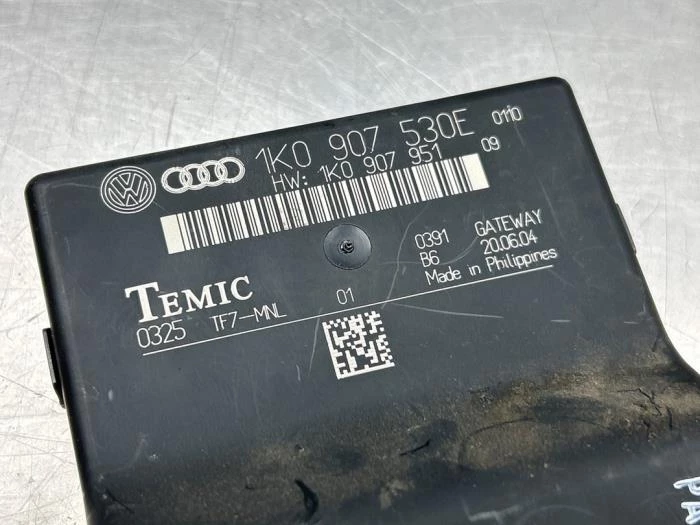 1K0 907 530E 0110
HW: 1K0 907 951 09
0391 GATEWAY
B6 20.06.04
Made in Philippines
TEMIC
0325 TF7-MNL 01